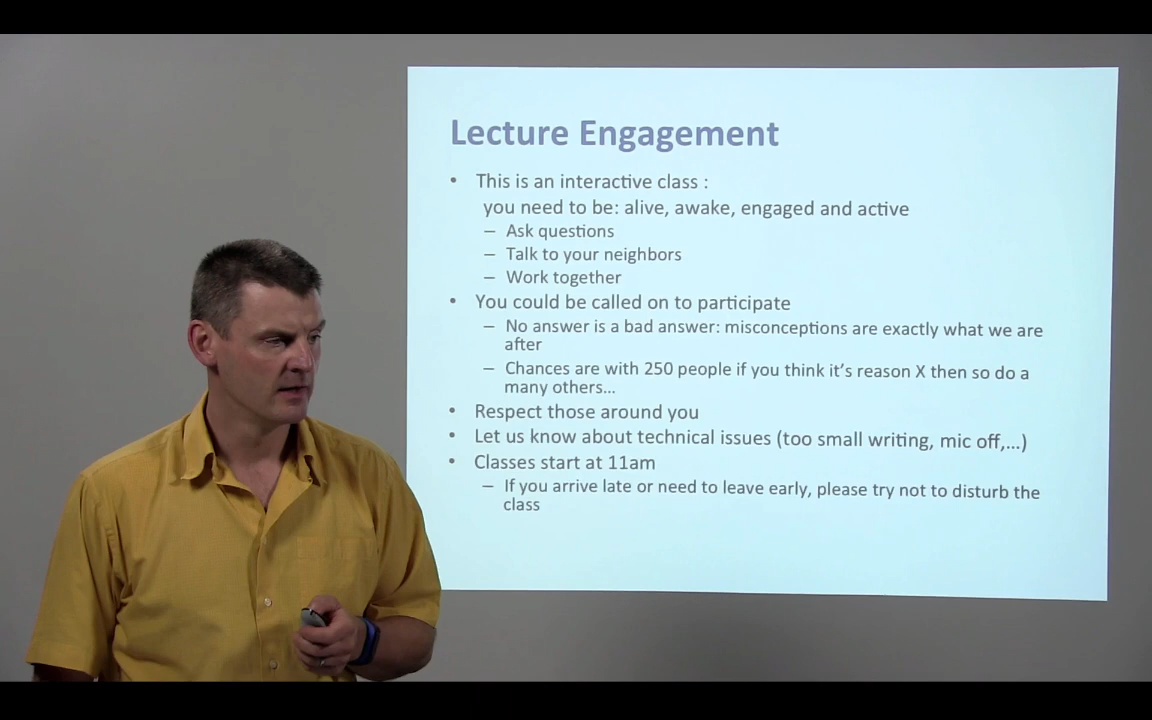 Lecture Engagement
• This is an interactive class :
you need to be: alive, awake, engaged and active
– Ask questions
– Talk to your neighbors
– Work together
• You could be called on to participate
– No answer is a bad answer: misconceptions are exactly what we are
after
– Chances are with 250 people if you think it's reason X then so do a
many others...
• Respect those around you
• Let us know about technical issues (too small writing, mic off,...)
• Classes start at 11am
– If you arrive late or need to leave early, please try not to disturb the
class